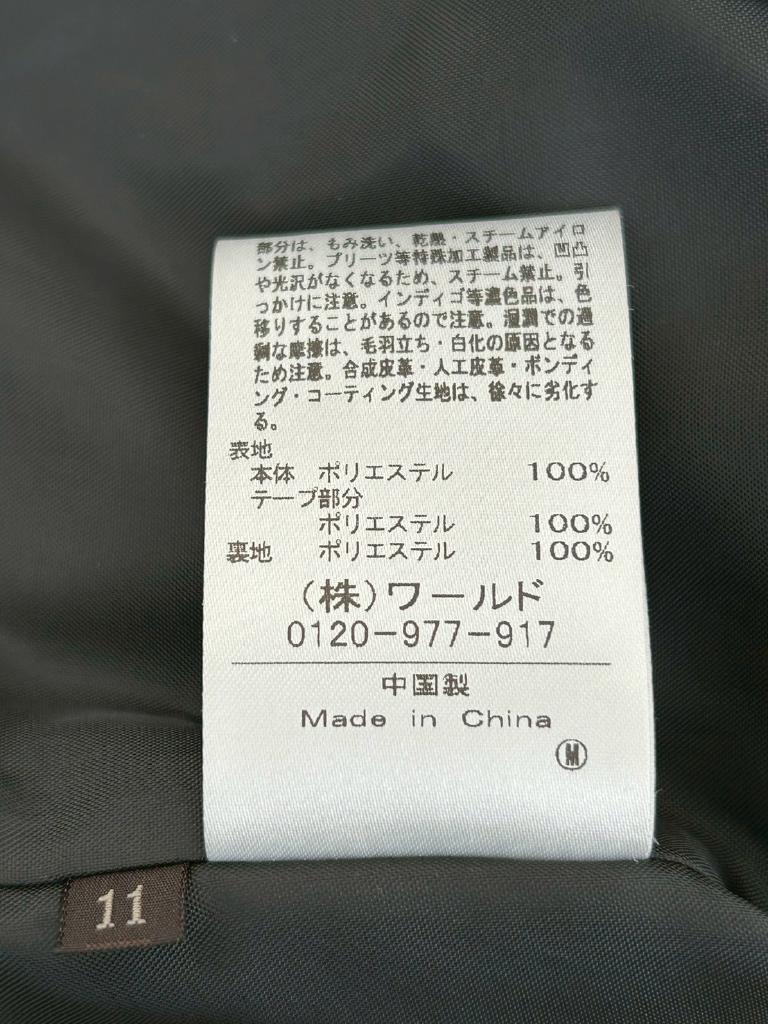 部分は、もみ洗い、乾熱・スチームアイロ
ン禁止。プリーツ等特殊加工製品は、凹凸
や光沢がなくなるため、スチーム禁止。引
っかけに注意。インディゴ等濃色品は、色
移りすることがあるので注意。湿潤での過
剰な摩擦は、毛羽立ち・白化の原因となる
ため注意。合成皮革・人工皮革・ボンディ
ング・コーティング生地は、徐々に劣化す
る。
表地
本体 ポリエステル 100%
テープ部分
ポリエステル 100%
裏地 ポリエステル 100%
(株)ワールド
0120-977-917
中国製
Made in China
Ⓜ
11